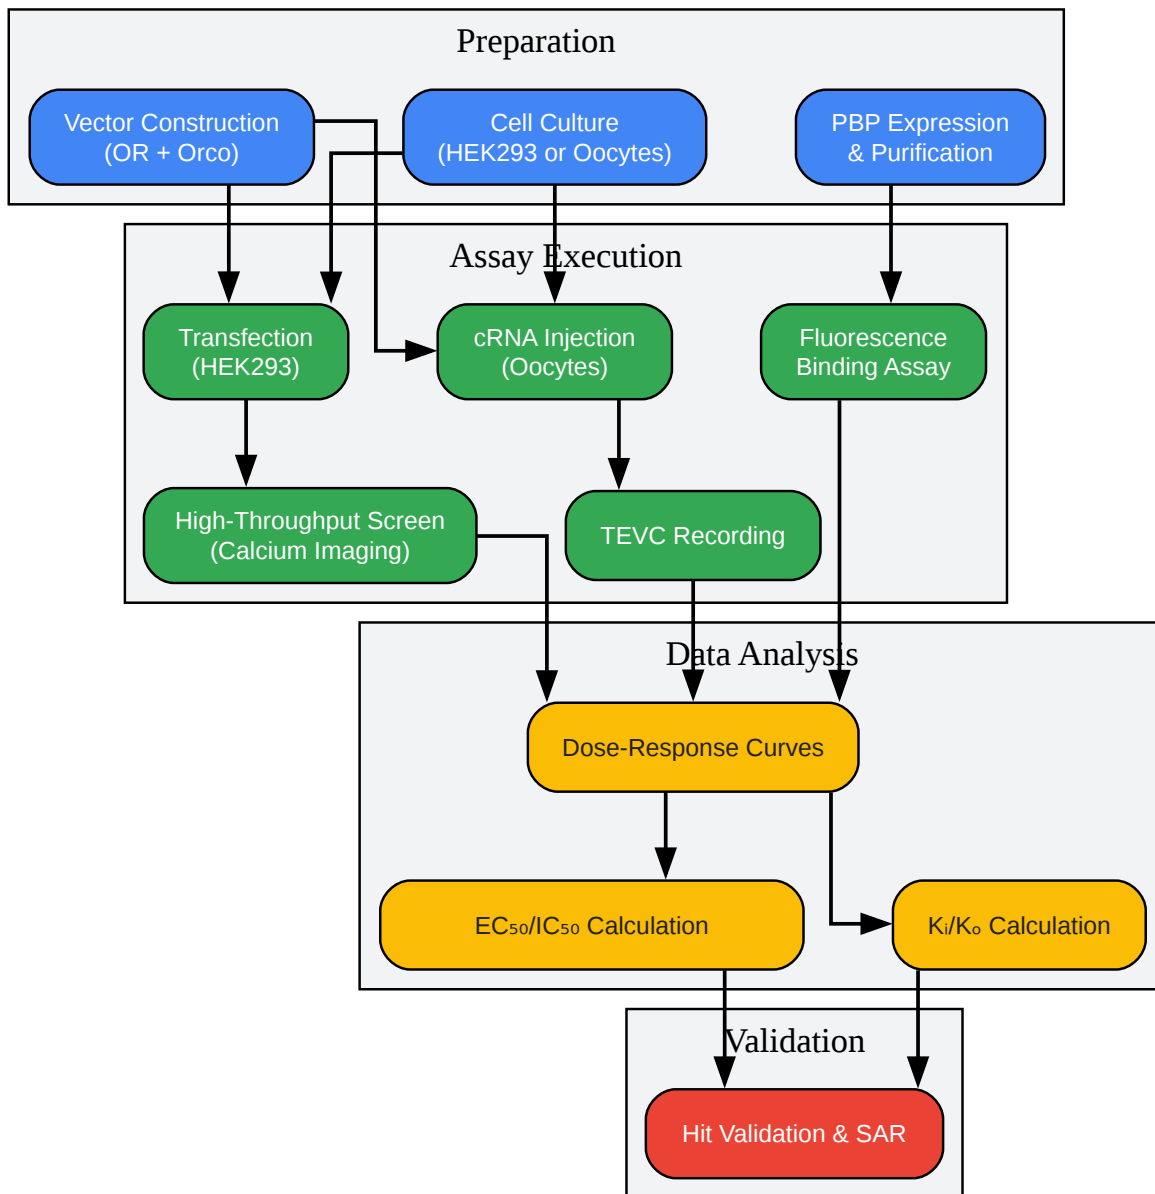 Preparation
Vector Construction
(OR + Orco)
Cell Culture
(HEK293 or Oocytes)
PBP Expression
& Purification
Assay Execution
Transfection
(HEK293)
cRNA Injection
(Oocytes)
Fluorescence
Binding Assay
High-Throughput Screen
(Calcium Imaging)
TEVC Recording
Data Analysis
Dose-Response Curves
EC₅₀/IC₅₀ Calculation
Kᵢ/Kₒ Calculation
Validation
Hit Validation & SAR